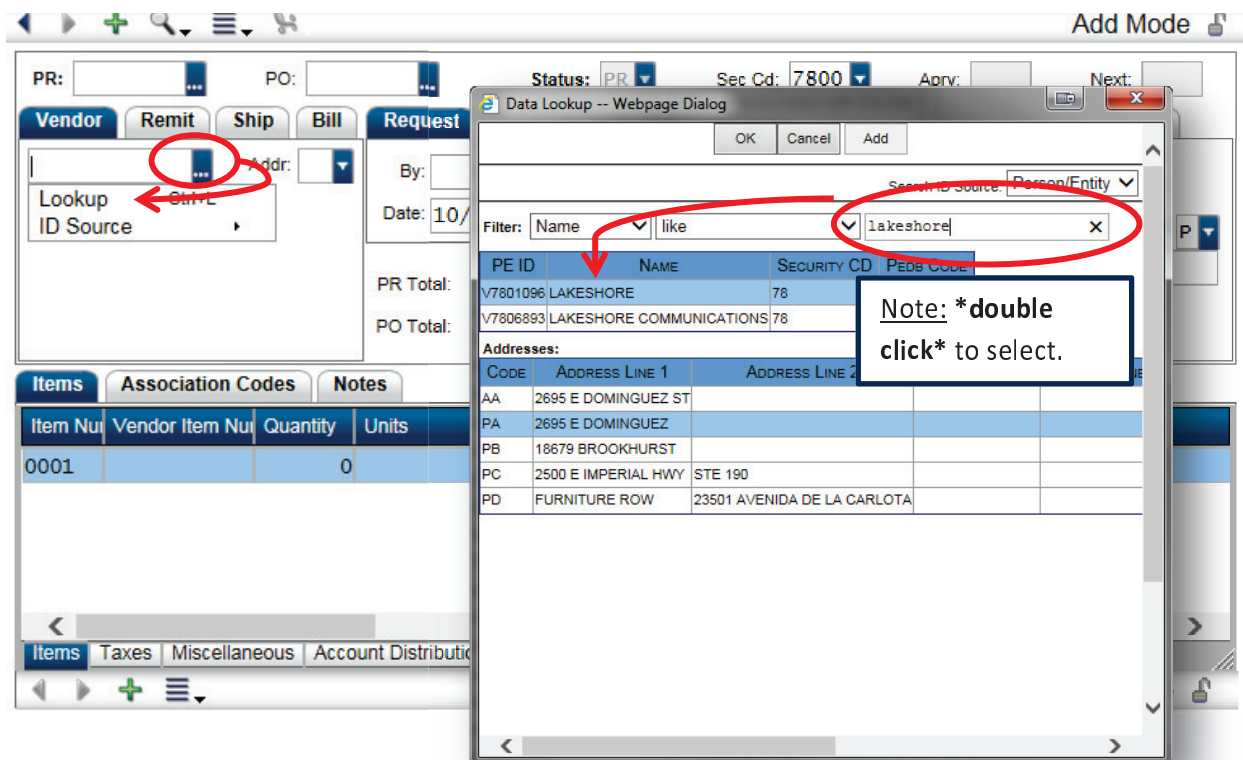 Add Mode
PR: ... PO: ... Status: PR Sec Cd: 7800 Aprv: Next:
Vendor Remit Ship Bill Request
... Addr: By:
Lookup Ctrl+L
ID Source
Date: 10/
P
PR Total:
PO Total:
Items Association Codes Notes
Item Nu Vendor Item Nu Quantity Units
0001 0
Items Taxes Miscellaneous Account Distributi
Data Lookup -- Webpage Dialog
X
OK Cancel Add
Search ID Source: Person/Entity
Filter: Name like lakeshore X
PE ID NAME SECURITY CD PEDB CODE
V7801096 LAKESHORE 78
V7806893 LAKESHORE COMMUNICATIONS 78
Note: *double
click* to select.
Addresses:
CODE ADDRESS LINE 1 ADDRESS LINE 2
AA 2695 E DOMINGUEZ ST
PA 2695 E DOMINGUEZ
PB 18679 BROOKHURST
PC 2500 E IMPERIAL HWY STE 190
PD FURNITURE ROW 23501 AVENIDA DE LA CARLOTA